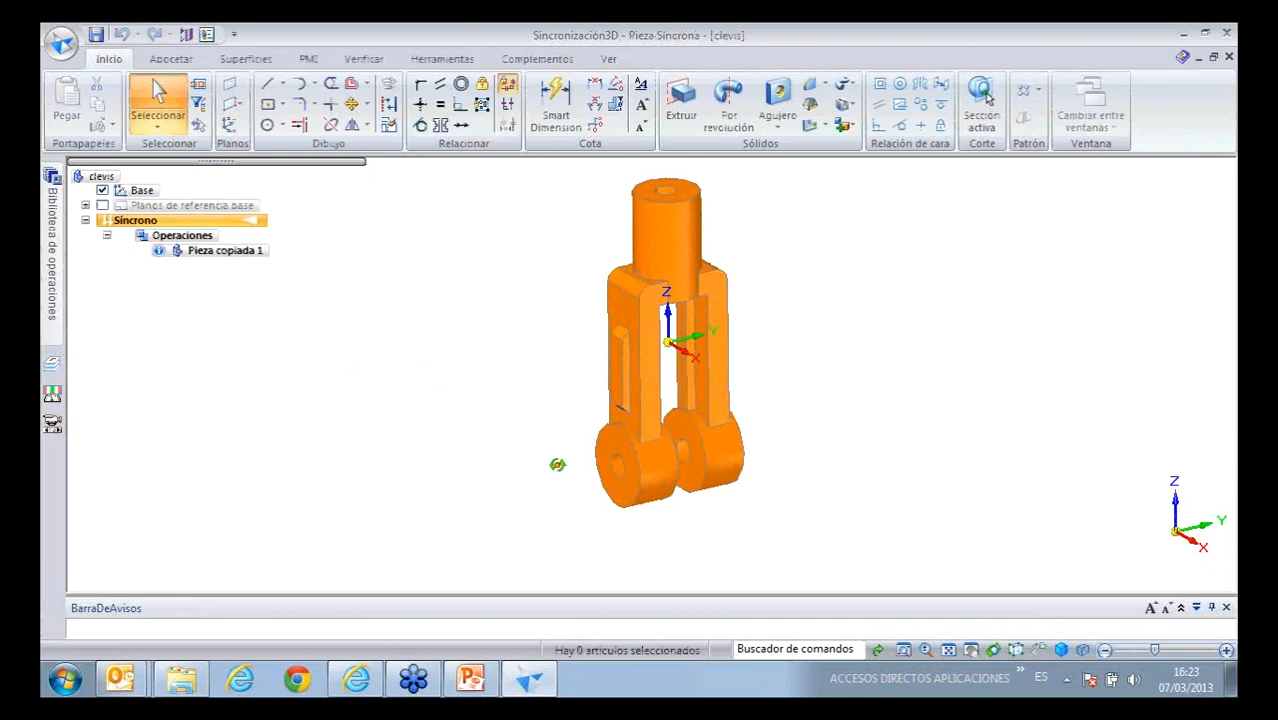 Sincronización3D - Pieza Síncrona - [clevis]
Inicio Apocetar Superficies PMI Verificar Herramientas Complementos Ver
Pegar
Portapapeles
Seleccionar
Seleccionar
Planos
Dibujo
Relacionar
Smart Dimension
Cota
Extruir
Por revolución
Agujero
Sólidos
Relación de cara
Sección activa
Corte
Patrón
Cambiar entre ventanas
Ventana
Biblioteca de operaciones
clevis
Base
Planos de referencia base
Síncrono
Operaciones
Pieza copiada 1
Z
Y
X
Z
Y
X
BarraDeAvisos
Hay 0 artículos seleccionados
Buscador de comandos
ACCESOS DIRECTOS APLICACIONES
ES
16:23
07/03/2013